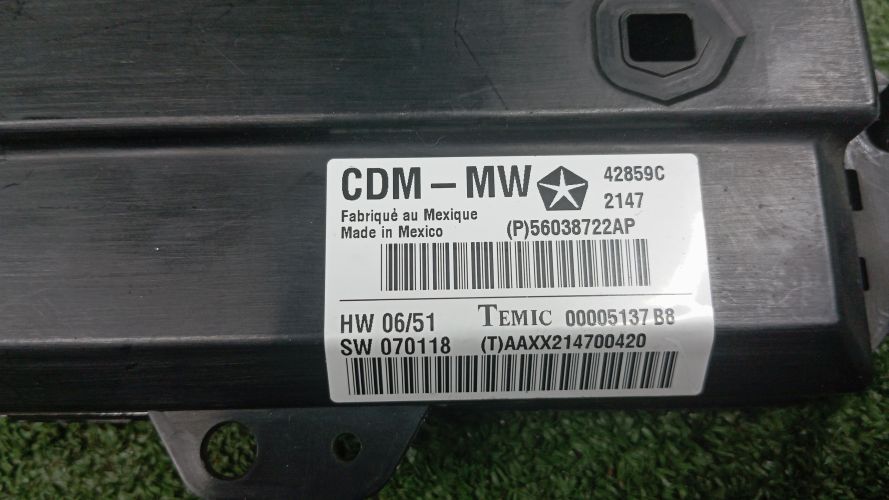 CDM – MW
42859C
2147
Fabriquè au Mexique
Made in Mexico
(P)56038722AP
HW 06/51
TEMIC 00005137 B8
SW 070118
(T)AAXX214700420